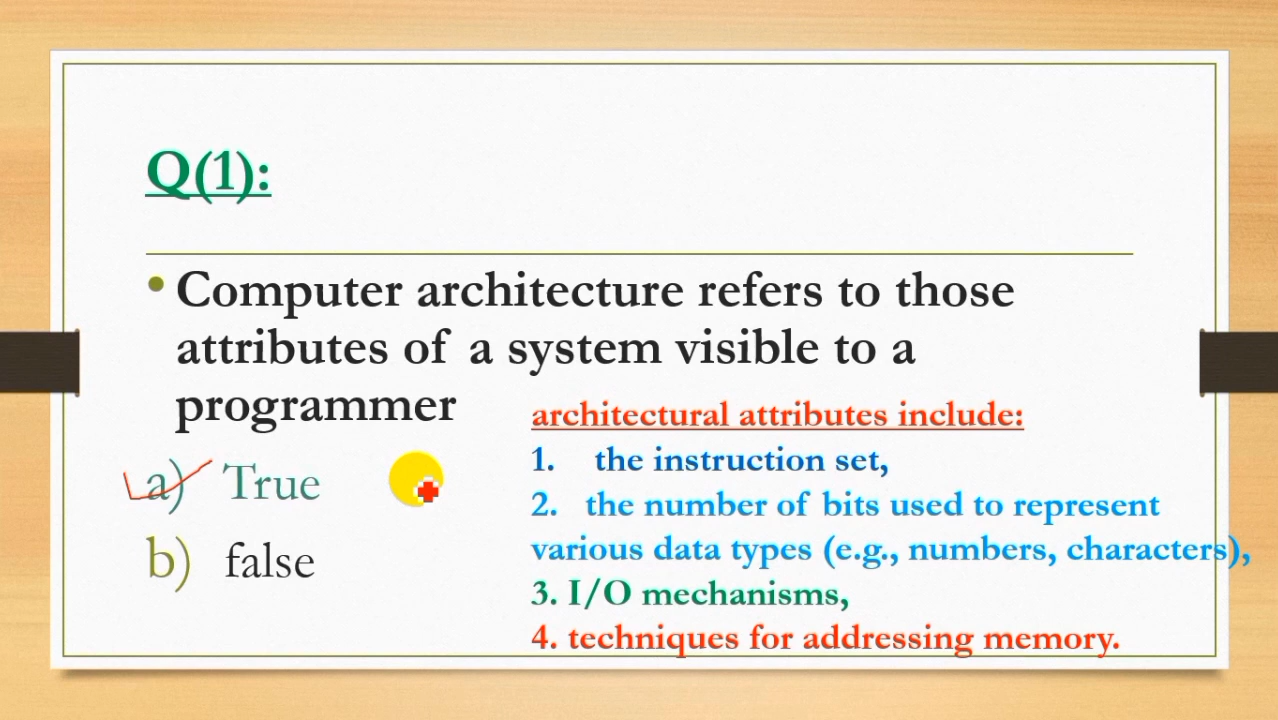 Q(1):
• Computer architecture refers to those
attributes of a system visible to a
programmer
a) True
b) false
architectural attributes include:
1. the instruction set,
2. the number of bits used to represent
various data types (e.g., numbers, characters),
3. I/O mechanisms,
4. techniques for addressing memory.